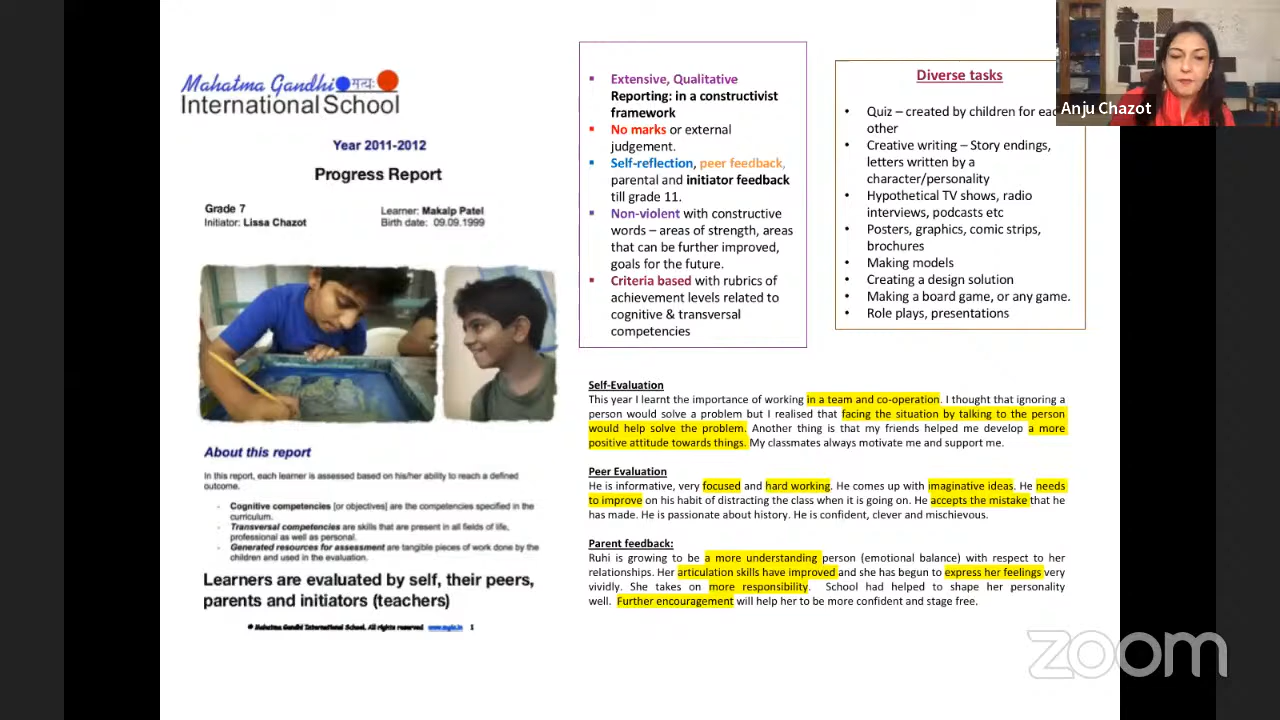 Mahatma Gandhi मत्य:
International School
Year 2011-2012
Progress Report
Grade 7
Initiator: Lissa Chazot
Learner: Makalp Patel
Birth date: 09.09.1999
About this report
In this report, each learner is assessed based on his/her ability to reach a defined
outcome.
- Cognitive competencies [or objectives] are the competencies specified in the
curriculum.
- Transversal competencies are skills that are present in all fields of life,
professional as well as personal.
- Generated resources for assessment are tangible pieces of work done by the
children and used in the evaluation.
Learners are evaluated by self, their peers,
parents and initiators (teachers)
© Mahatma Gandhi International School. All rights reserved www.mgis.in 1
▪ Extensive, Qualitative
Reporting: in a constructivist
framework
▪ No marks or external
judgement.
▪ Self-reflection, peer feedback,
parental and initiator feedback
till grade 11.
▪ Non-violent with constructive
words – areas of strength, areas
that can be further improved,
goals for the future.
▪ Criteria based with rubrics of
achievement levels related to
cognitive & transversal
competencies
Diverse tasks
• Quiz – created by children for each
other
• Creative writing – Story endings,
letters written by a
character/personality
• Hypothetical TV shows, radio
interviews, podcasts etc
• Posters, graphics, comic strips,
brochures
• Making models
• Creating a design solution
• Making a board game, or any game.
• Role plays, presentations
Anju Chazot
Self-Evaluation
This year I learnt the importance of working in a team and co-operation. I thought that ignoring a
person would solve a problem but I realised that facing the situation by talking to the person
would help solve the problem. Another thing is that my friends helped me develop a more
positive attitude towards things. My classmates always motivate me and support me.
Peer Evaluation
He is informative, very focused and hard working. He comes up with imaginative ideas. He needs
to improve on his habit of distracting the class when it is going on. He accepts the mistake that he
has made. He is passionate about history. He is confident, clever and mischievous.
Parent feedback:
Ruhi is growing to be a more understanding person (emotional balance) with respect to her
relationships. Her articulation skills have improved and she has begun to express her feelings very
vividly. She takes on more responsibility. School had helped to shape her personality
well. Further encouragement will help her to be more confident and stage free.
zoom